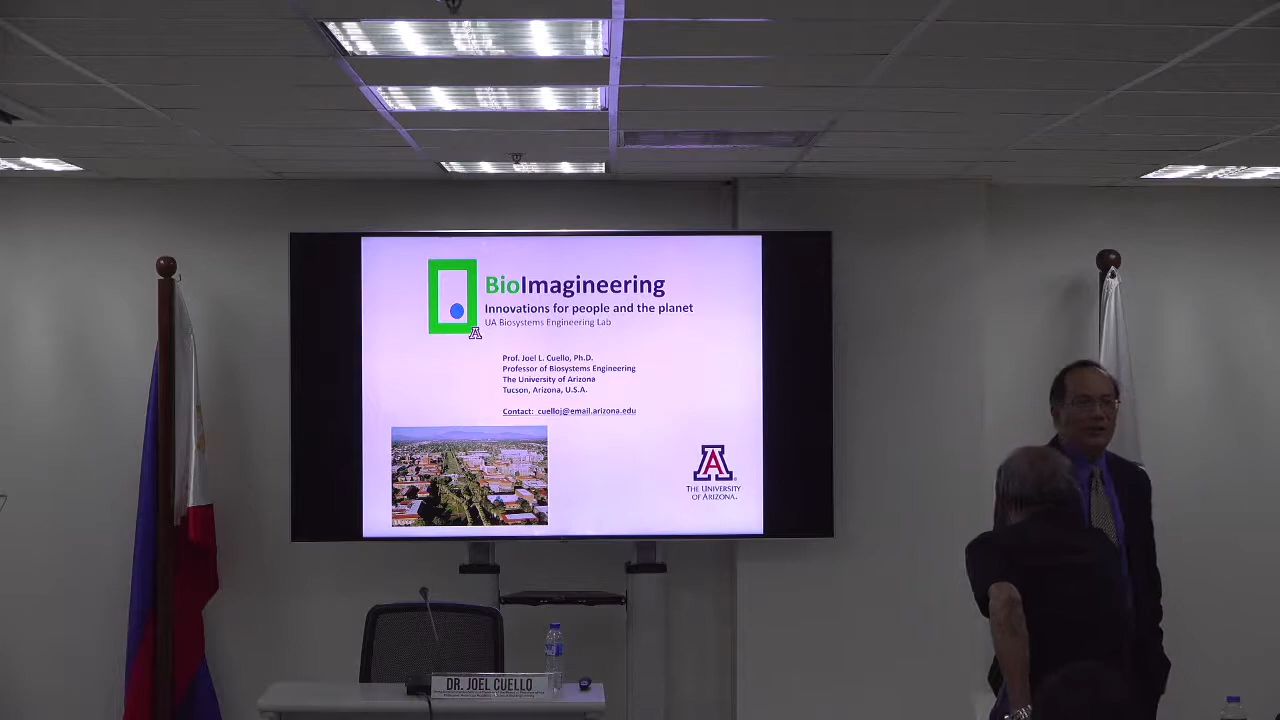 BioImagineering
Innovations for people and the planet
UA Biosystems Engineering Lab
A
Prof. Joel L. Cuello, Ph.D.
Professor of Biosystems Engineering
The University of Arizona
Tucson, Arizona, U.S.A.
Contact: cuelloj@email.arizona.edu
A
THE UNIVERSITY
OF ARIZONA®
DR. JOEL CUELLO